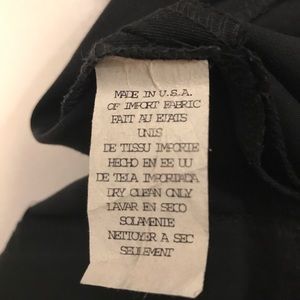 MADE IN U.S.A.
OF IMPORT FABRIC
FAIT AU ETATS
UNIS
DE TISSU IMPORTE
HECHO EN EE UU
DE TELA IMPORTADA
DRY CLEAN ONLY
LAVAR EN SECO
SOLAMENTE
NETTOYER A SEC
SEULEMENT